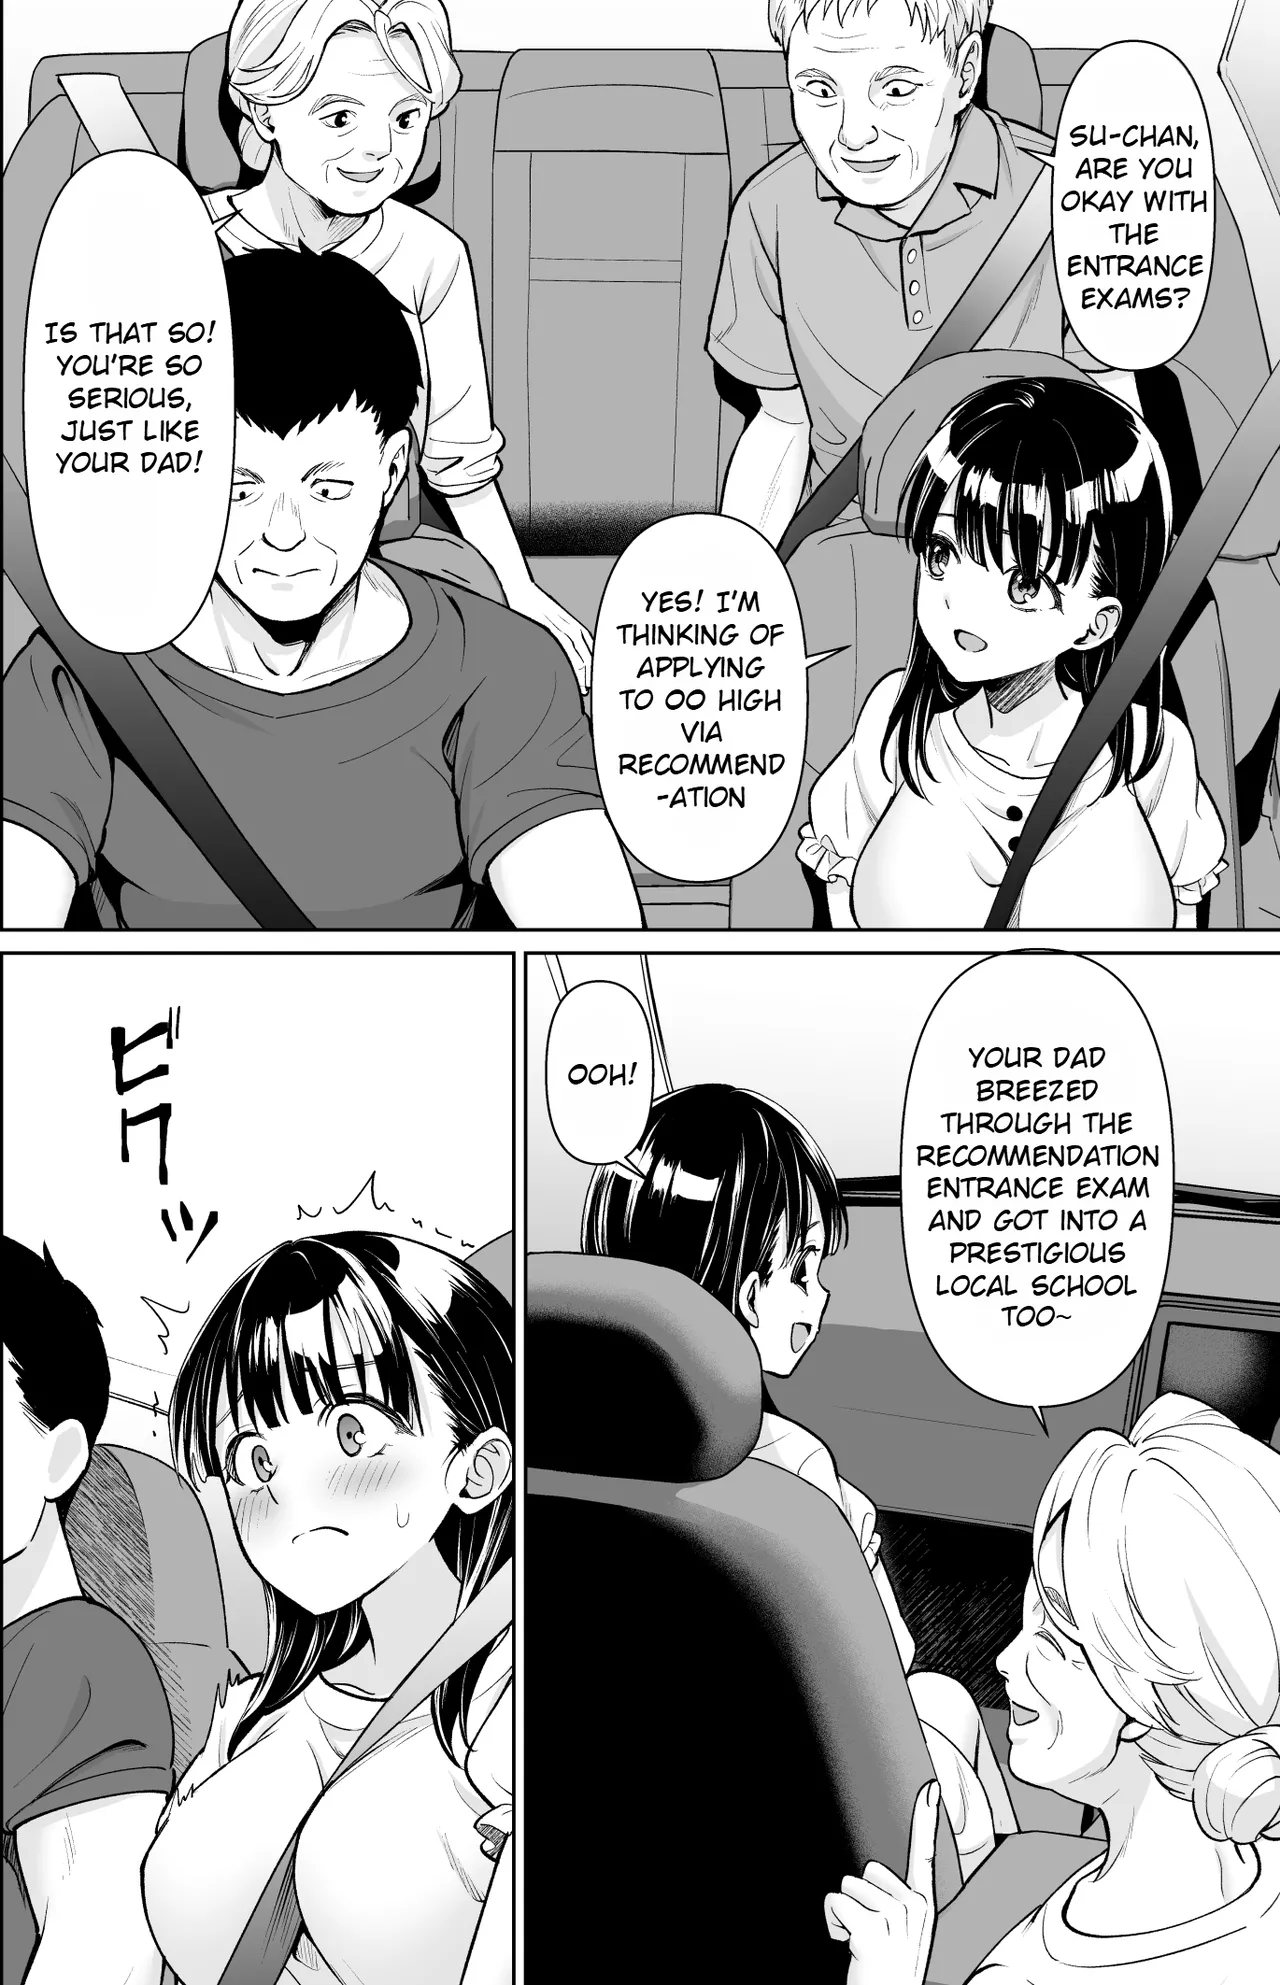 SU-CHAN,
ARE YOU
OKAY WITH
THE
ENTRANCE
EXAMS?
YES! I'M
THINKING OF
APPLYING
TO OO HIGH
VIA
RECOMMEND
-ATION
IS THAT SO!
YOU'RE SO
SERIOUS,
JUST LIKE
YOUR DAD!
YOUR DAD
BREEZED
THROUGH THE
RECOMMENDATION
ENTRANCE EXAM
AND GOT INTO A
PRESTIGIOUS
LOCAL SCHOOL
TOO~
OOH!
ビクッ